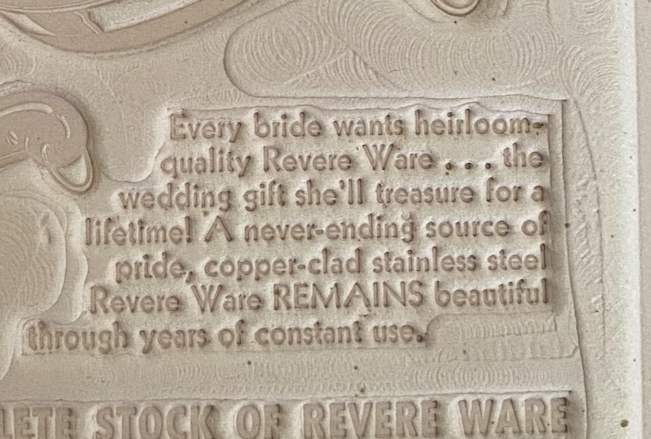 Every bride wants heirloom-
quality Revere Ware . . . the
wedding gift she'll treasure for a
lifetime! A never-ending source of
pride, copper-clad stainless steel
Revere Ware REMAINS beautiful
through years of constant use.
LETE STOCK OF REVERE WARE